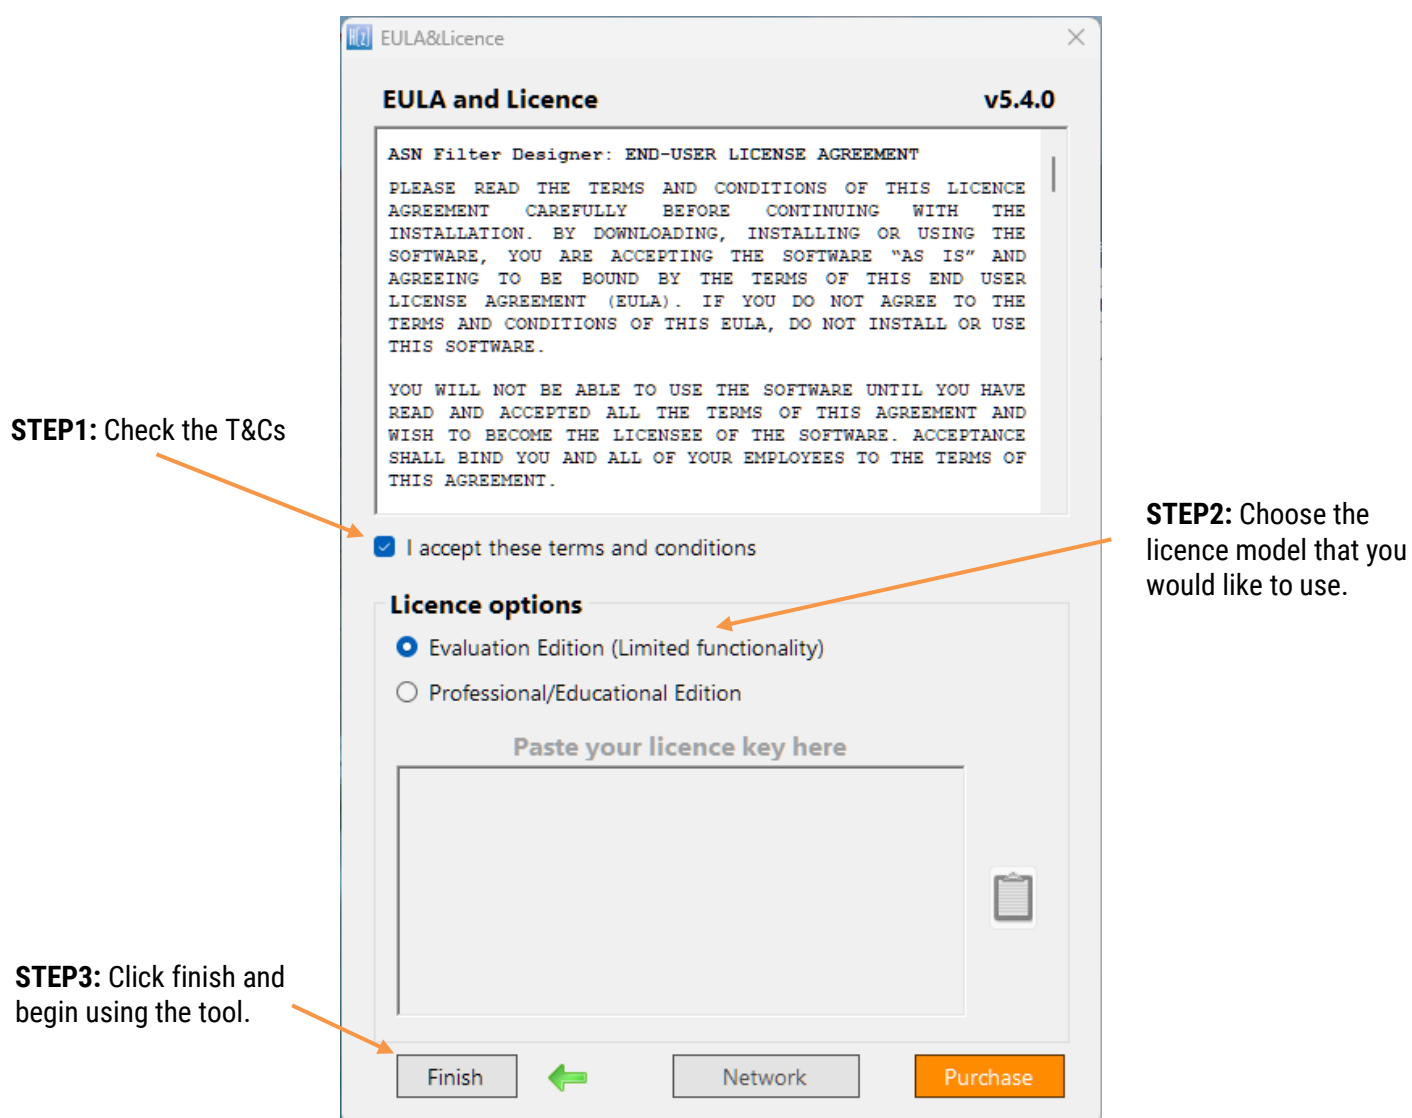 H(z) EULA&Licence
EULA and Licence v5.4.0
ASN Filter Designer: END-USER LICENSE AGREEMENT
PLEASE READ THE TERMS AND CONDITIONS OF THIS LICENCE
AGREEMENT CAREFULLY BEFORE CONTINUING WITH THE
INSTALLATION. BY DOWNLOADING, INSTALLING OR USING THE
SOFTWARE, YOU ARE ACCEPTING THE SOFTWARE “AS IS” AND
AGREEING TO BE BOUND BY THE TERMS OF THIS END USER
LICENSE AGREEMENT (EULA). IF YOU DO NOT AGREE TO THE
TERMS AND CONDITIONS OF THIS EULA, DO NOT INSTALL OR USE
THIS SOFTWARE.
YOU WILL NOT BE ABLE TO USE THE SOFTWARE UNTIL YOU HAVE
READ AND ACCEPTED ALL THE TERMS OF THIS AGREEMENT AND
WISH TO BECOME THE LICENSEE OF THE SOFTWARE. ACCEPTANCE
SHALL BIND YOU AND ALL OF YOUR EMPLOYEES TO THE TERMS OF
THIS AGREEMENT.
STEP1: Check the T&Cs
I accept these terms and conditions
STEP2: Choose the
licence model that you
would like to use.
Licence options
Evaluation Edition (Limited functionality)
Professional/Educational Edition
Paste your licence key here
STEP3: Click finish and
begin using the tool.
Finish
Network
Purchase